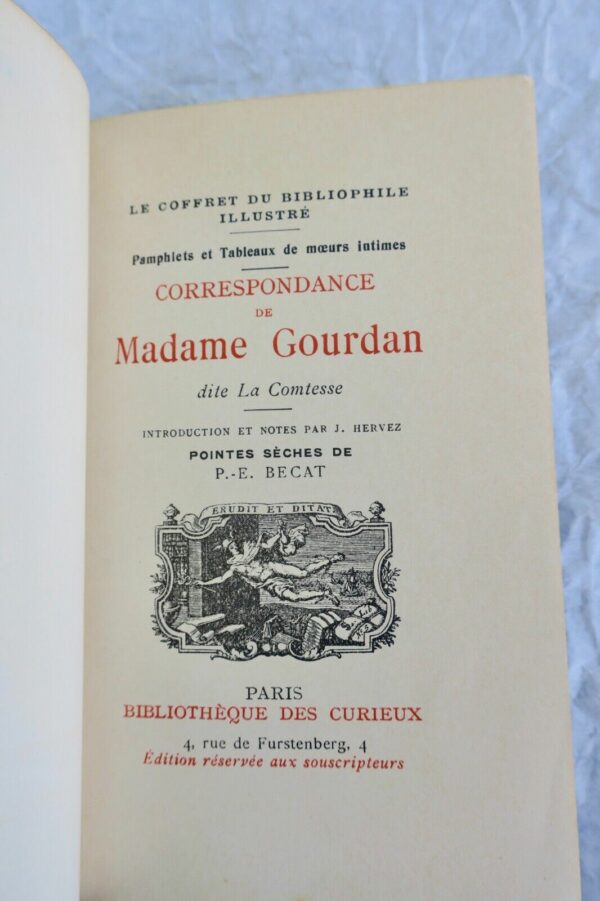 LE COFFRET DU BIBLIOPHILE
ILLUSTRÉ
Pamphlets et Tableaux de mœurs intimes
CORRESPONDANCE
DE
Madame Gourdan
dite La Comtesse
INTRODUCTION ET NOTES PAR J. HERVEZ
POINTES SÈCHES DE
P.-E. BECAT
ERUDIT ET DITAT
PARIS
BIBLIOTHÈQUE DES CURIEUX
4, rue de Furstenberg, 4
Édition réservée aux souscripteurs